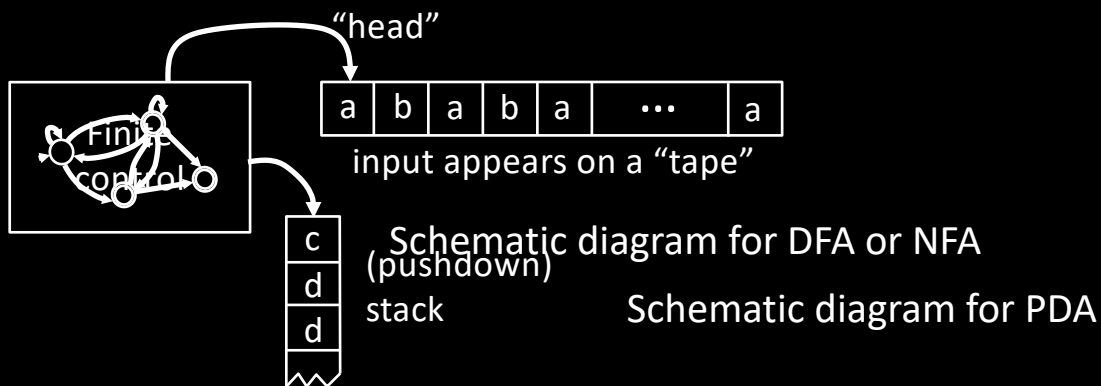 “head”
a b a b a ... a
Finite
control
input appears on a “tape”
c
d
d
(pushdown)
stack
Schematic diagram for DFA or NFA
Schematic diagram for PDA